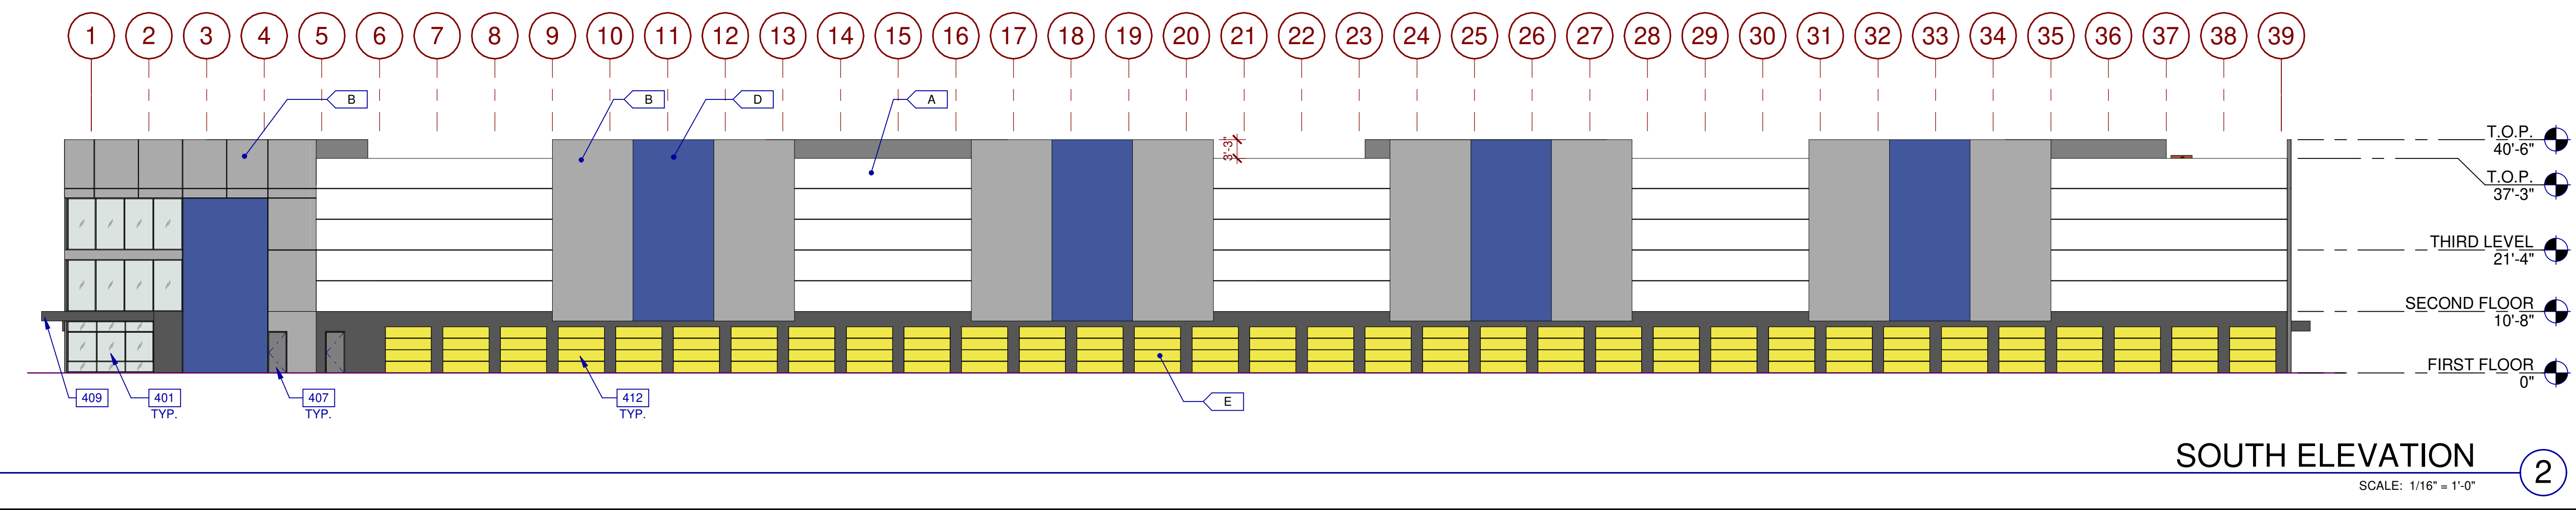 1 2 3 4 5 6 7 8 9 10 11 12 13 14 15 16 17 18 19 20 21 22 23 24 25 26 27 28 29 30 31 32 33 34 35 36 37 38 39
B B D A
3'-3"
T.O.P.
40'-6"
T.O.P.
37'-3"
THIRD LEVEL
21'-4"
SECOND FLOOR
10'-8"
FIRST FLOOR
0"
409 401 407 412 E
TYP. TYP. TYP.
SOUTH ELEVATION
2
SCALE: 1/16" = 1'-0"